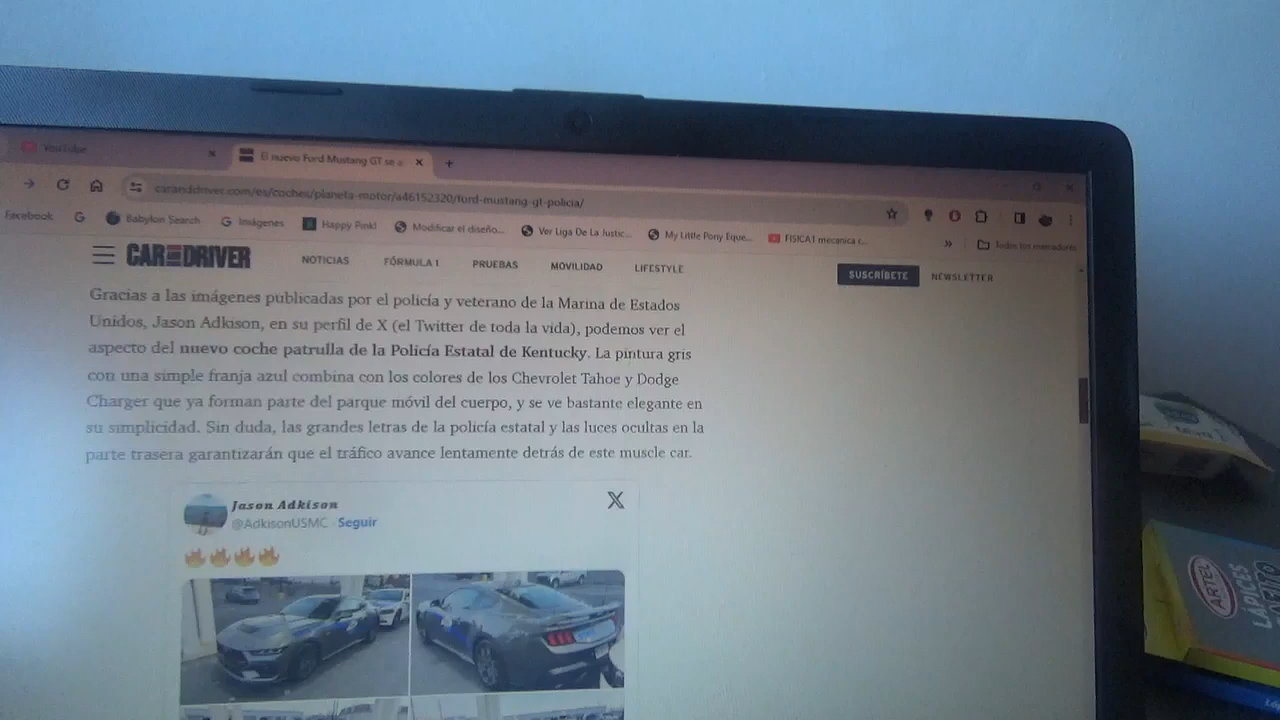 YouTube
El nuevo Ford Mustang GT se c
caranddriver.com/es/coches/planeta-motor/a46152320/ford-mustang-gt-policia/
Facebook
Babylon Search
Imágenes
Happy Pink!
Modificar el diseño...
Ver Liga De La Justic...
My Little Pony Eque...
FISICA1 mecanica c...
»
Todos los marcadores
CAR AND DRIVER
NOTICIAS
FÓRMULA 1
PRUEBAS
MOVILIDAD
LIFESTYLE
SUSCRÍBETE
NEWSLETTER
Gracias a las imágenes publicadas por el policía y veterano de la Marina de Estados
Unidos, Jason Adkison, en su perfil de X (el Twitter de toda la vida), podemos ver el
aspecto del nuevo coche patrulla de la Policía Estatal de Kentucky. La pintura gris
con una simple franja azul combina con los colores de los Chevrolet Tahoe y Dodge
Charger que ya forman parte del parque móvil del cuerpo, y se ve bastante elegante en
su simplicidad. Sin duda, las grandes letras de la policía estatal y las luces ocultas en la
parte trasera garantizarán que el tráfico avance lentamente detrás de este muscle car.
Jason Adkison
@AdkisonUSMC · Seguir
🔥🔥🔥🔥
ARTEL
LÁPICES